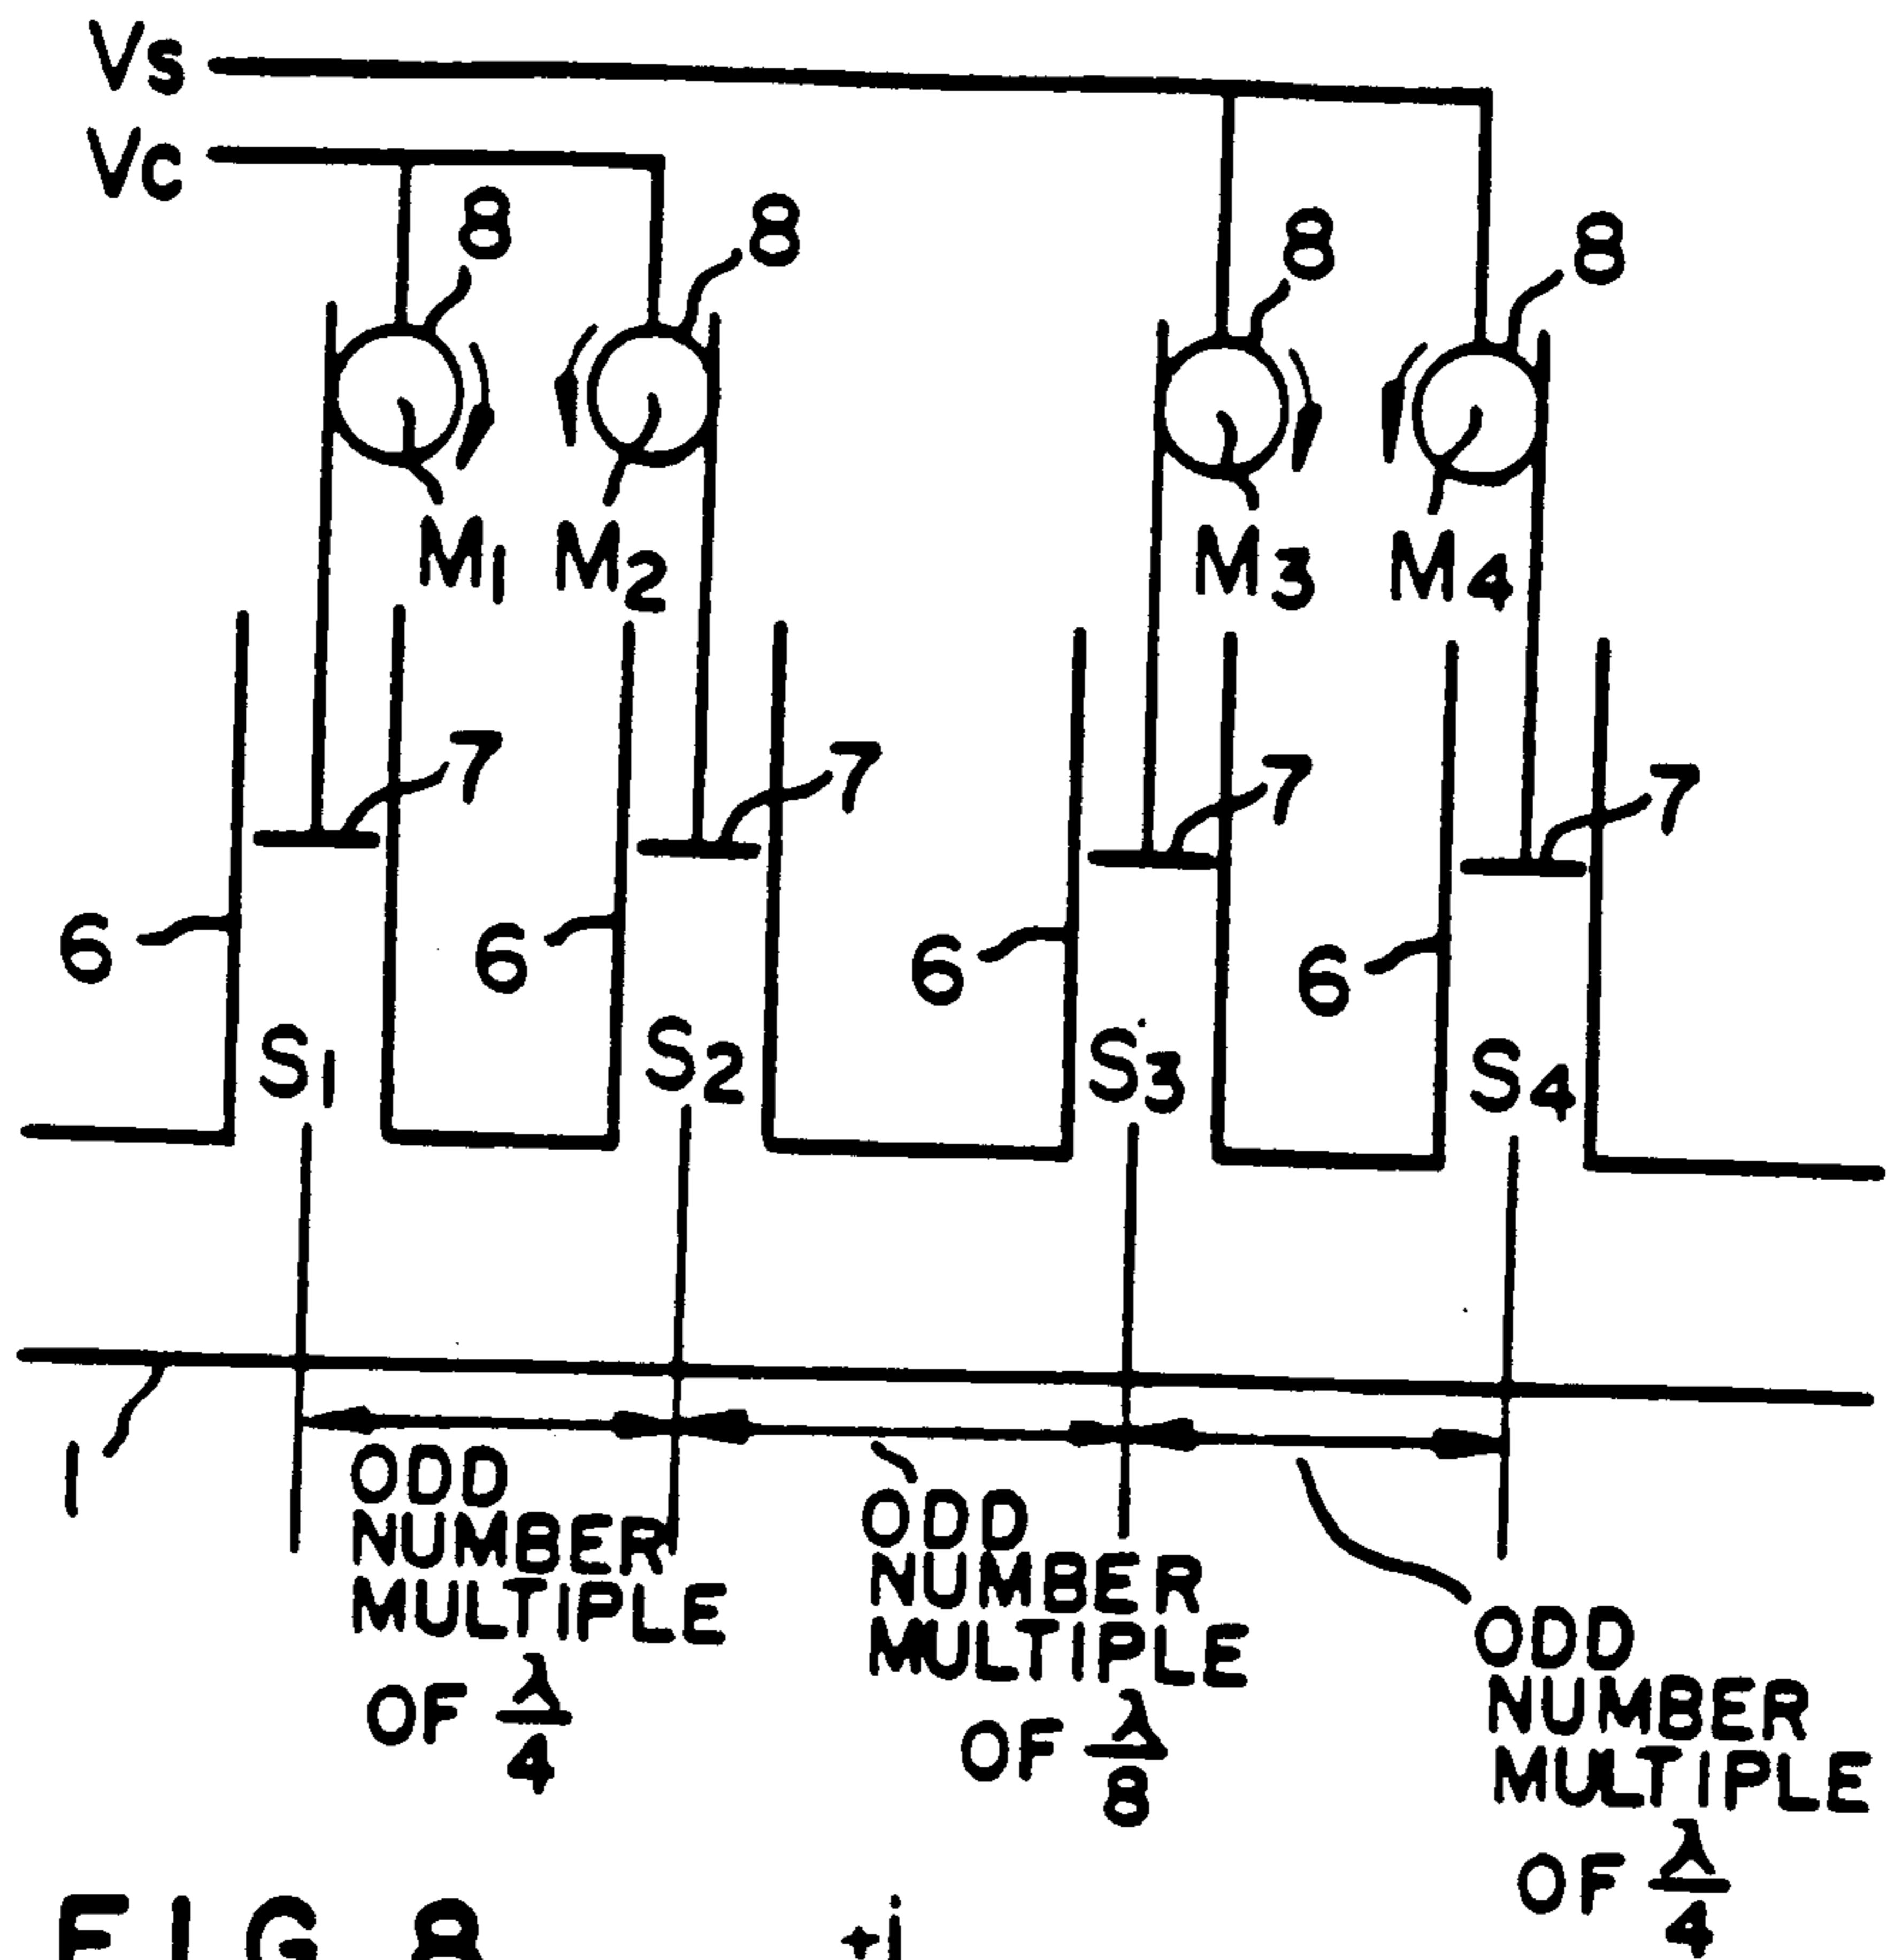 Vs
Vc
8 8 8 8
M1 M2 M3 M4
7 7 7 7
6 6 6 6
S1 S2 S3 S4
1
ODD
NUMBER
MULTIPLE
OF λ/4
ODD
NUMBER
MULTIPLE
OF λ/8
ODD
NUMBER
MULTIPLE
OF λ/4
FIG 8
+j